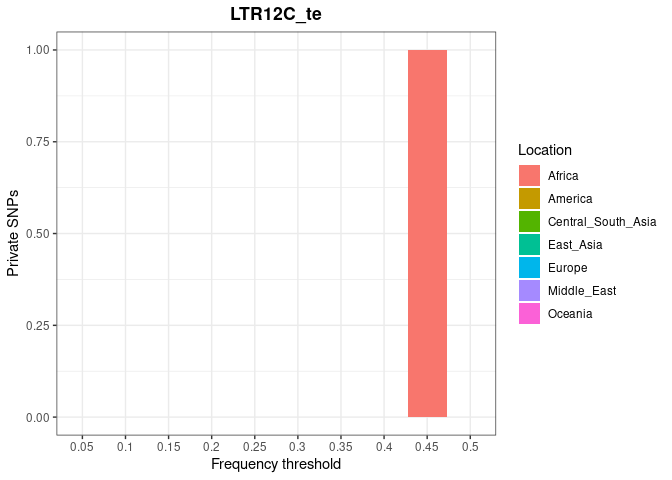 LTR12C_te
1.00
0.75
0.50
0.25
0.00
Private SNPs
0.05 0.1 0.15 0.2 0.25 0.3 0.35 0.4 0.45 0.5
Frequency threshold
Location
Africa
America
Central_South_Asia
East_Asia
Europe
Middle_East
Oceania